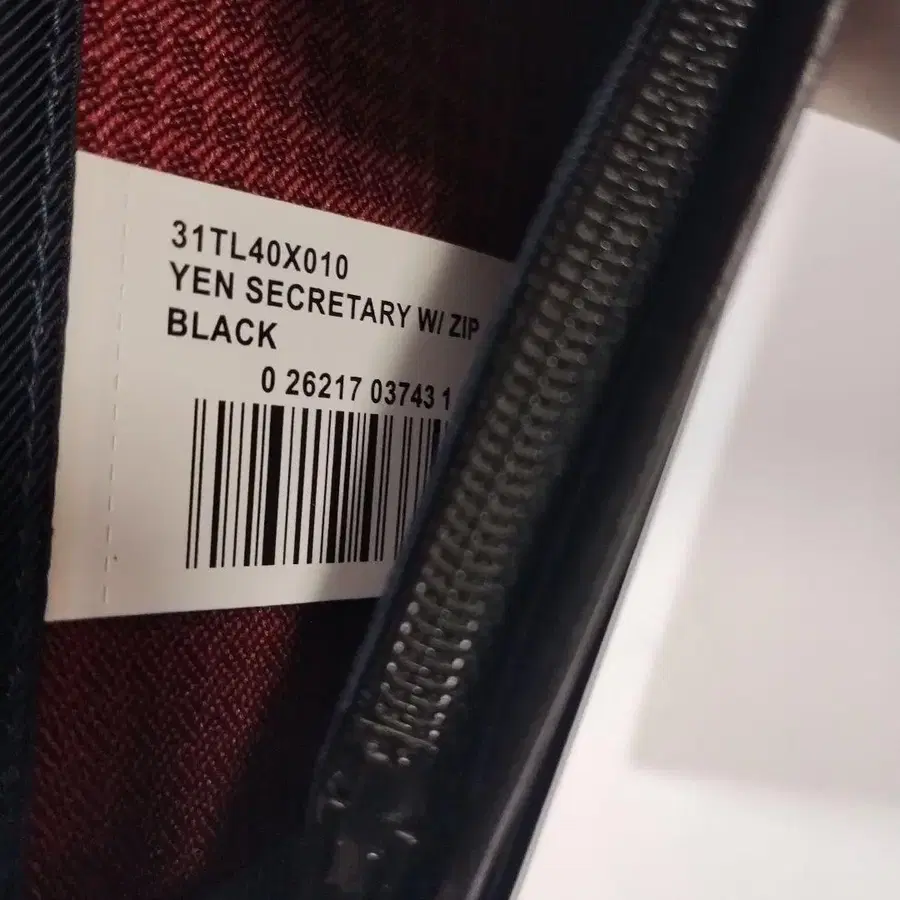 31TL40X010
YEN SECRETARY W/ ZIP
BLACK
0 26217 03743 1